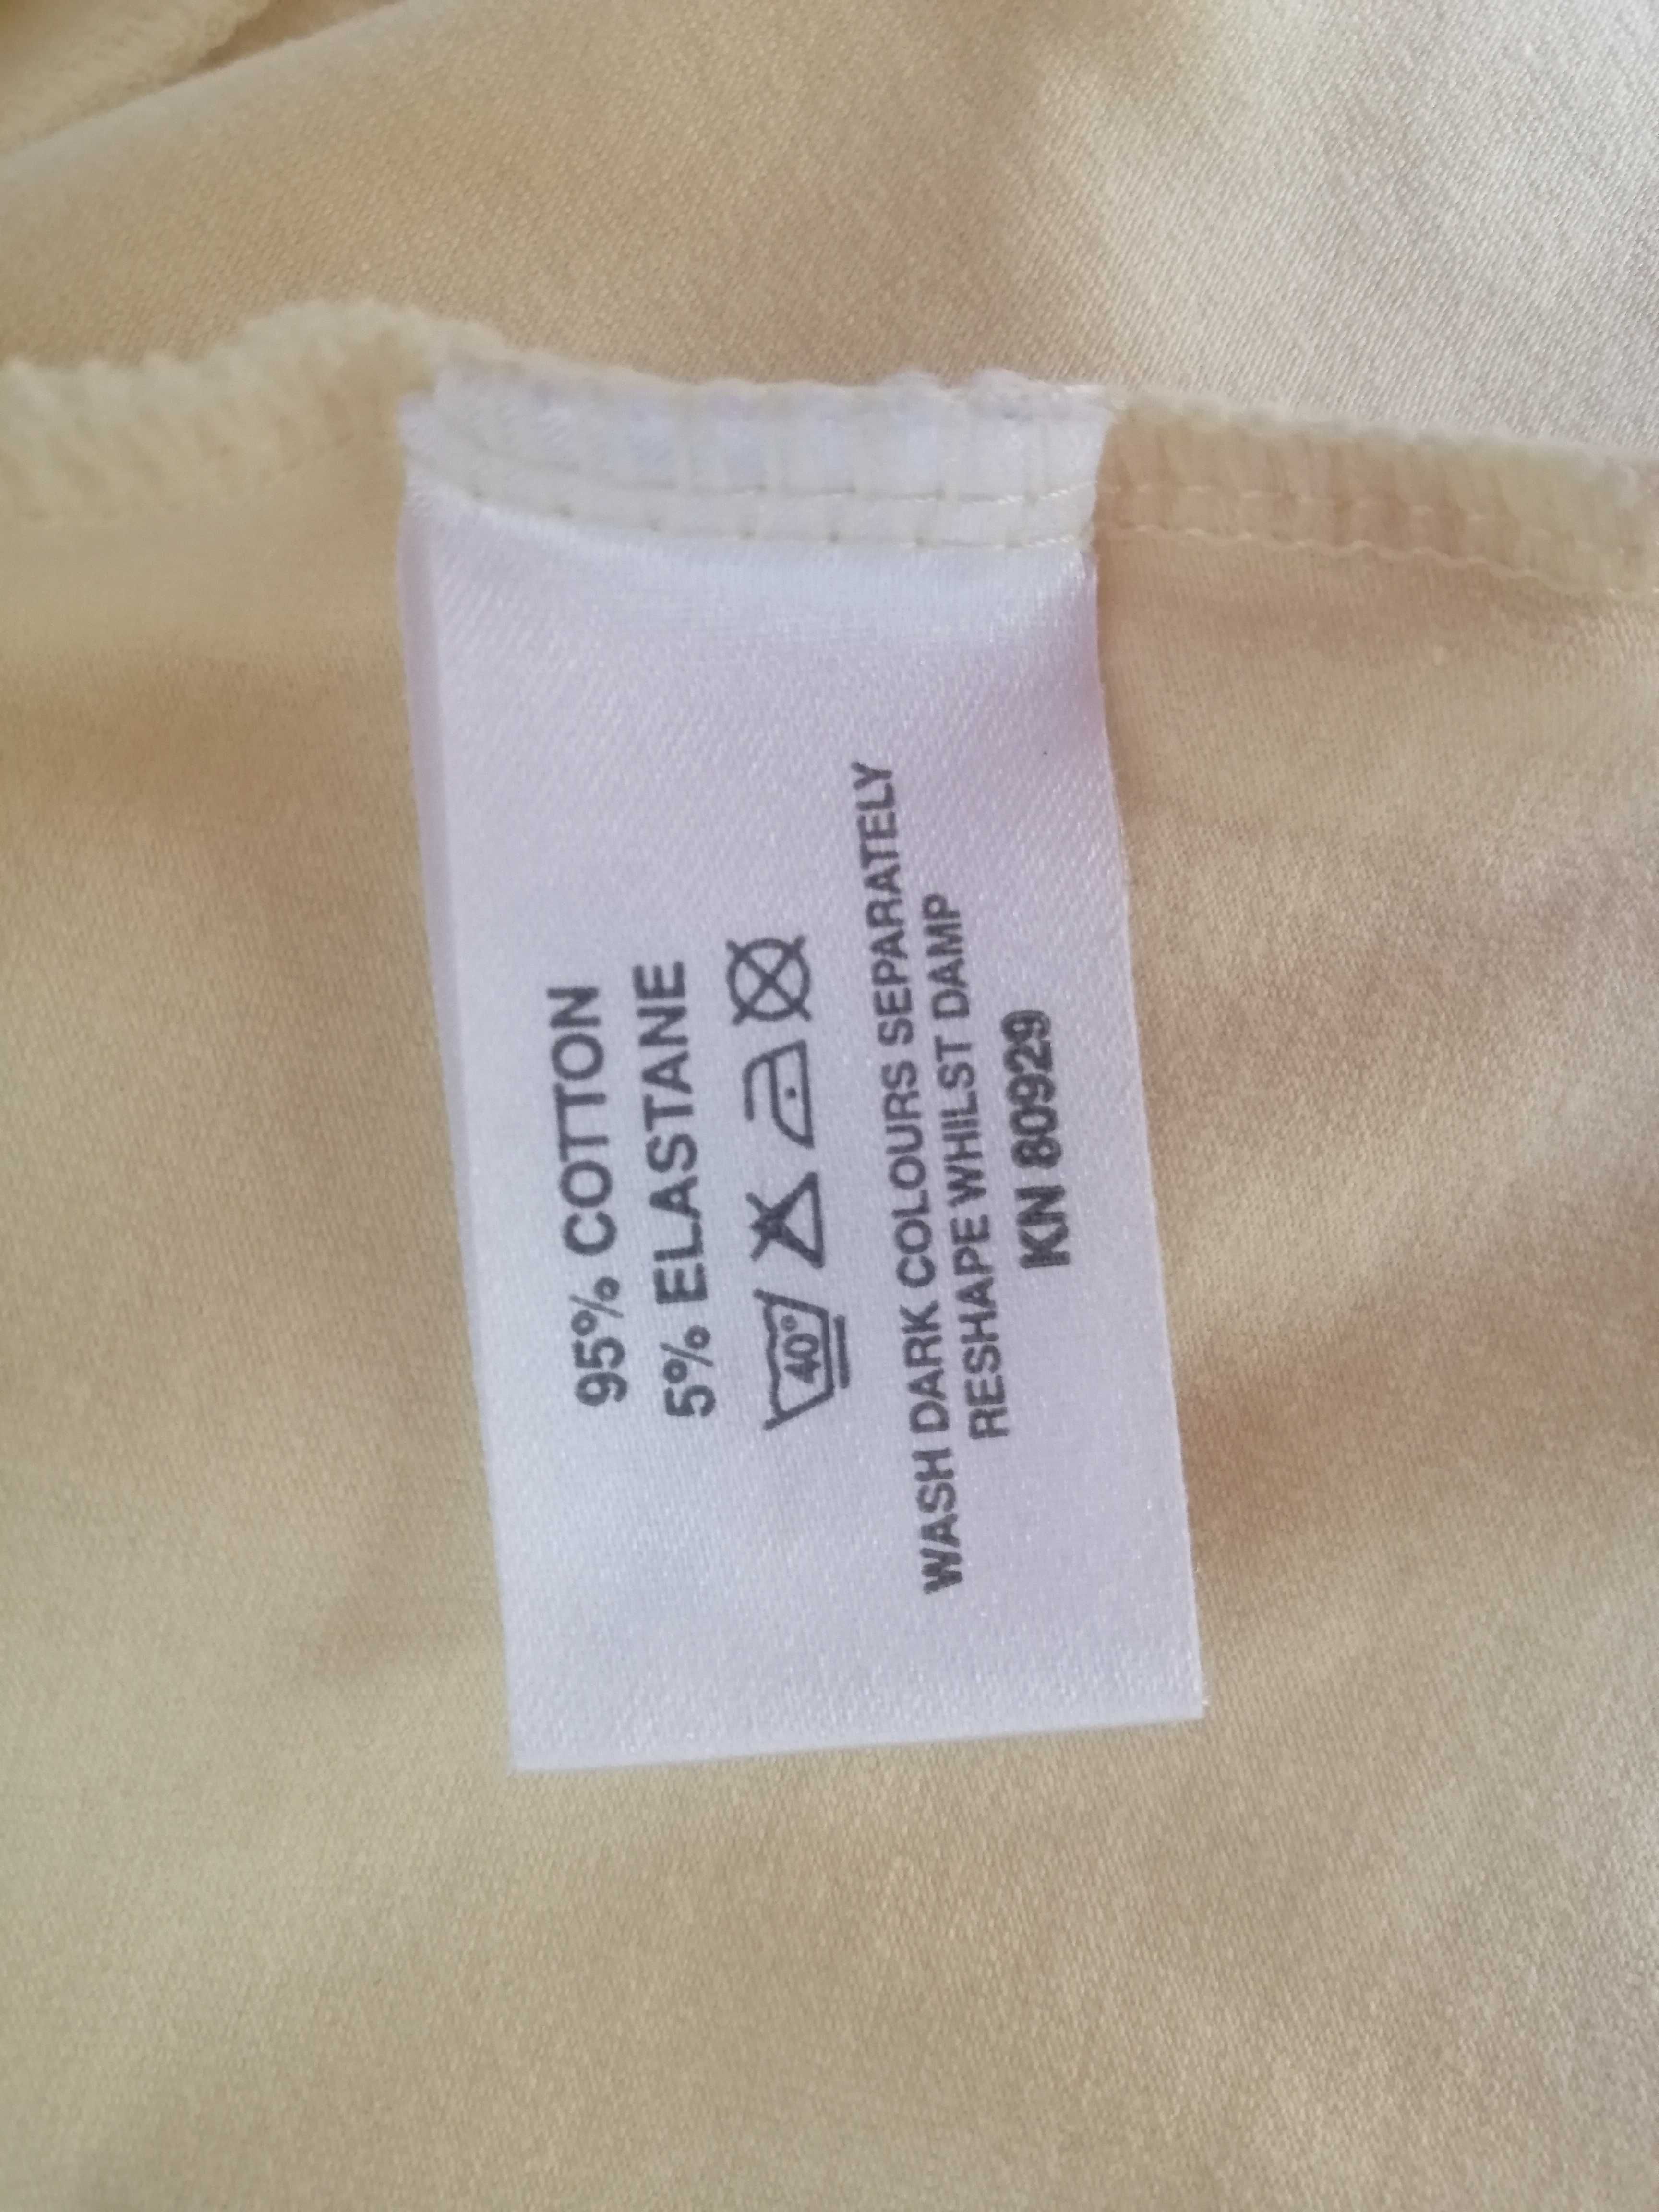 95% COTTON
5% ELASTANE
40°
WASH DARK COLOURS SEPARATELY
RESHAPE WHILST DAMP
KN 80929